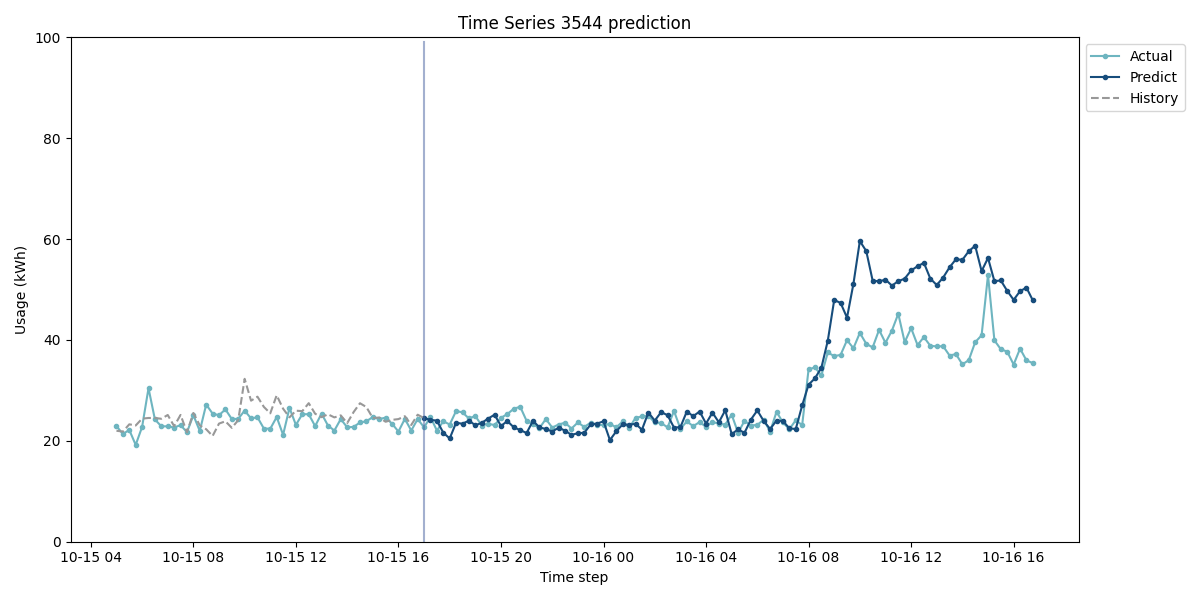 Time Series 3544 prediction
Usage (kWh)
100
80
60
40
20
0
10-15 04
10-15 08
10-15 12
10-15 16
10-15 20
10-16 00
10-16 04
10-16 08
10-16 12
10-16 16
Time step
Actual
Predict
History